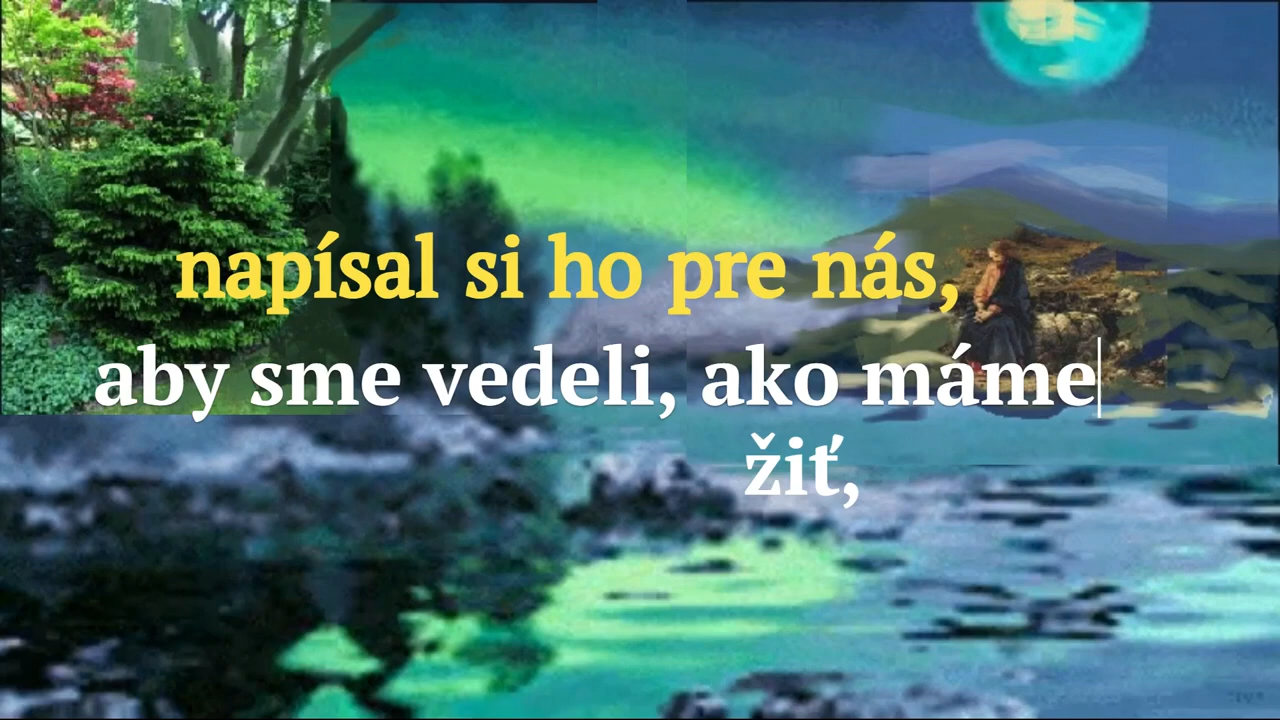 napísal si ho pre nás,
aby sme vedeli, ako máme
žiť,